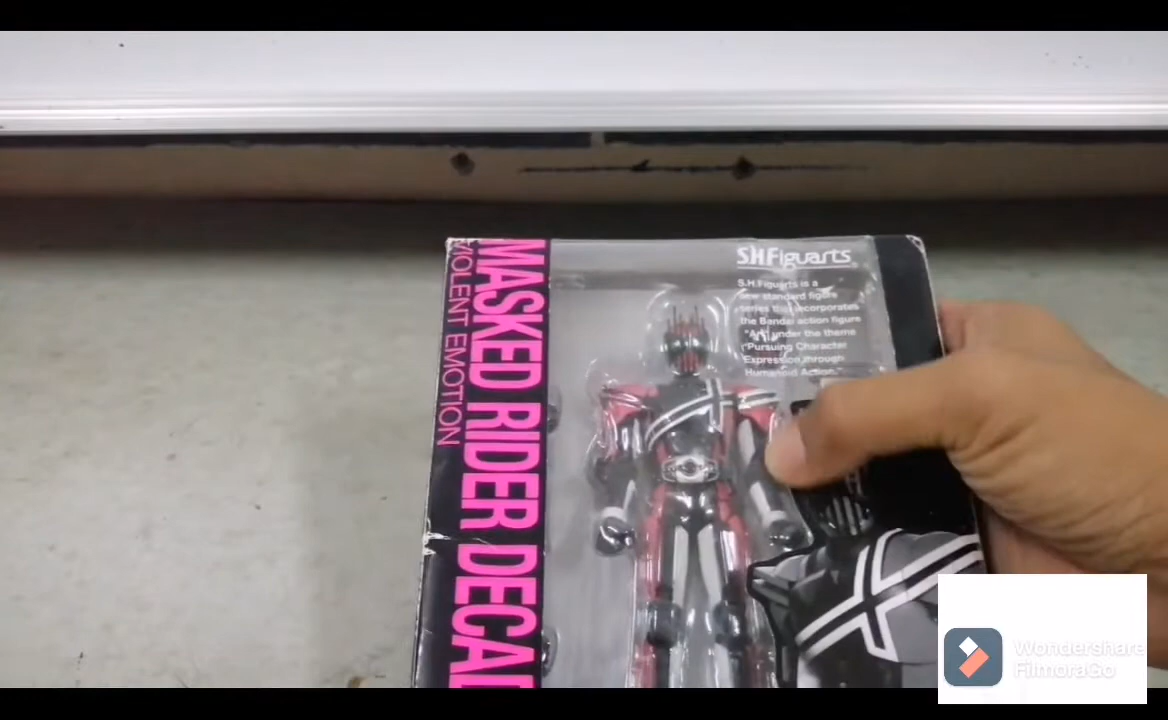 MASKED RIDER DECA
VIOLENT EMOTION
S.H.Figuarts
S.H.Figuarts is a
new standard figure
series that incorporates
the Bandai action figure
"Art" under the theme
"Pursuing Character
Expression through
Humanoid Action."
Wondershare
FilmoraGo